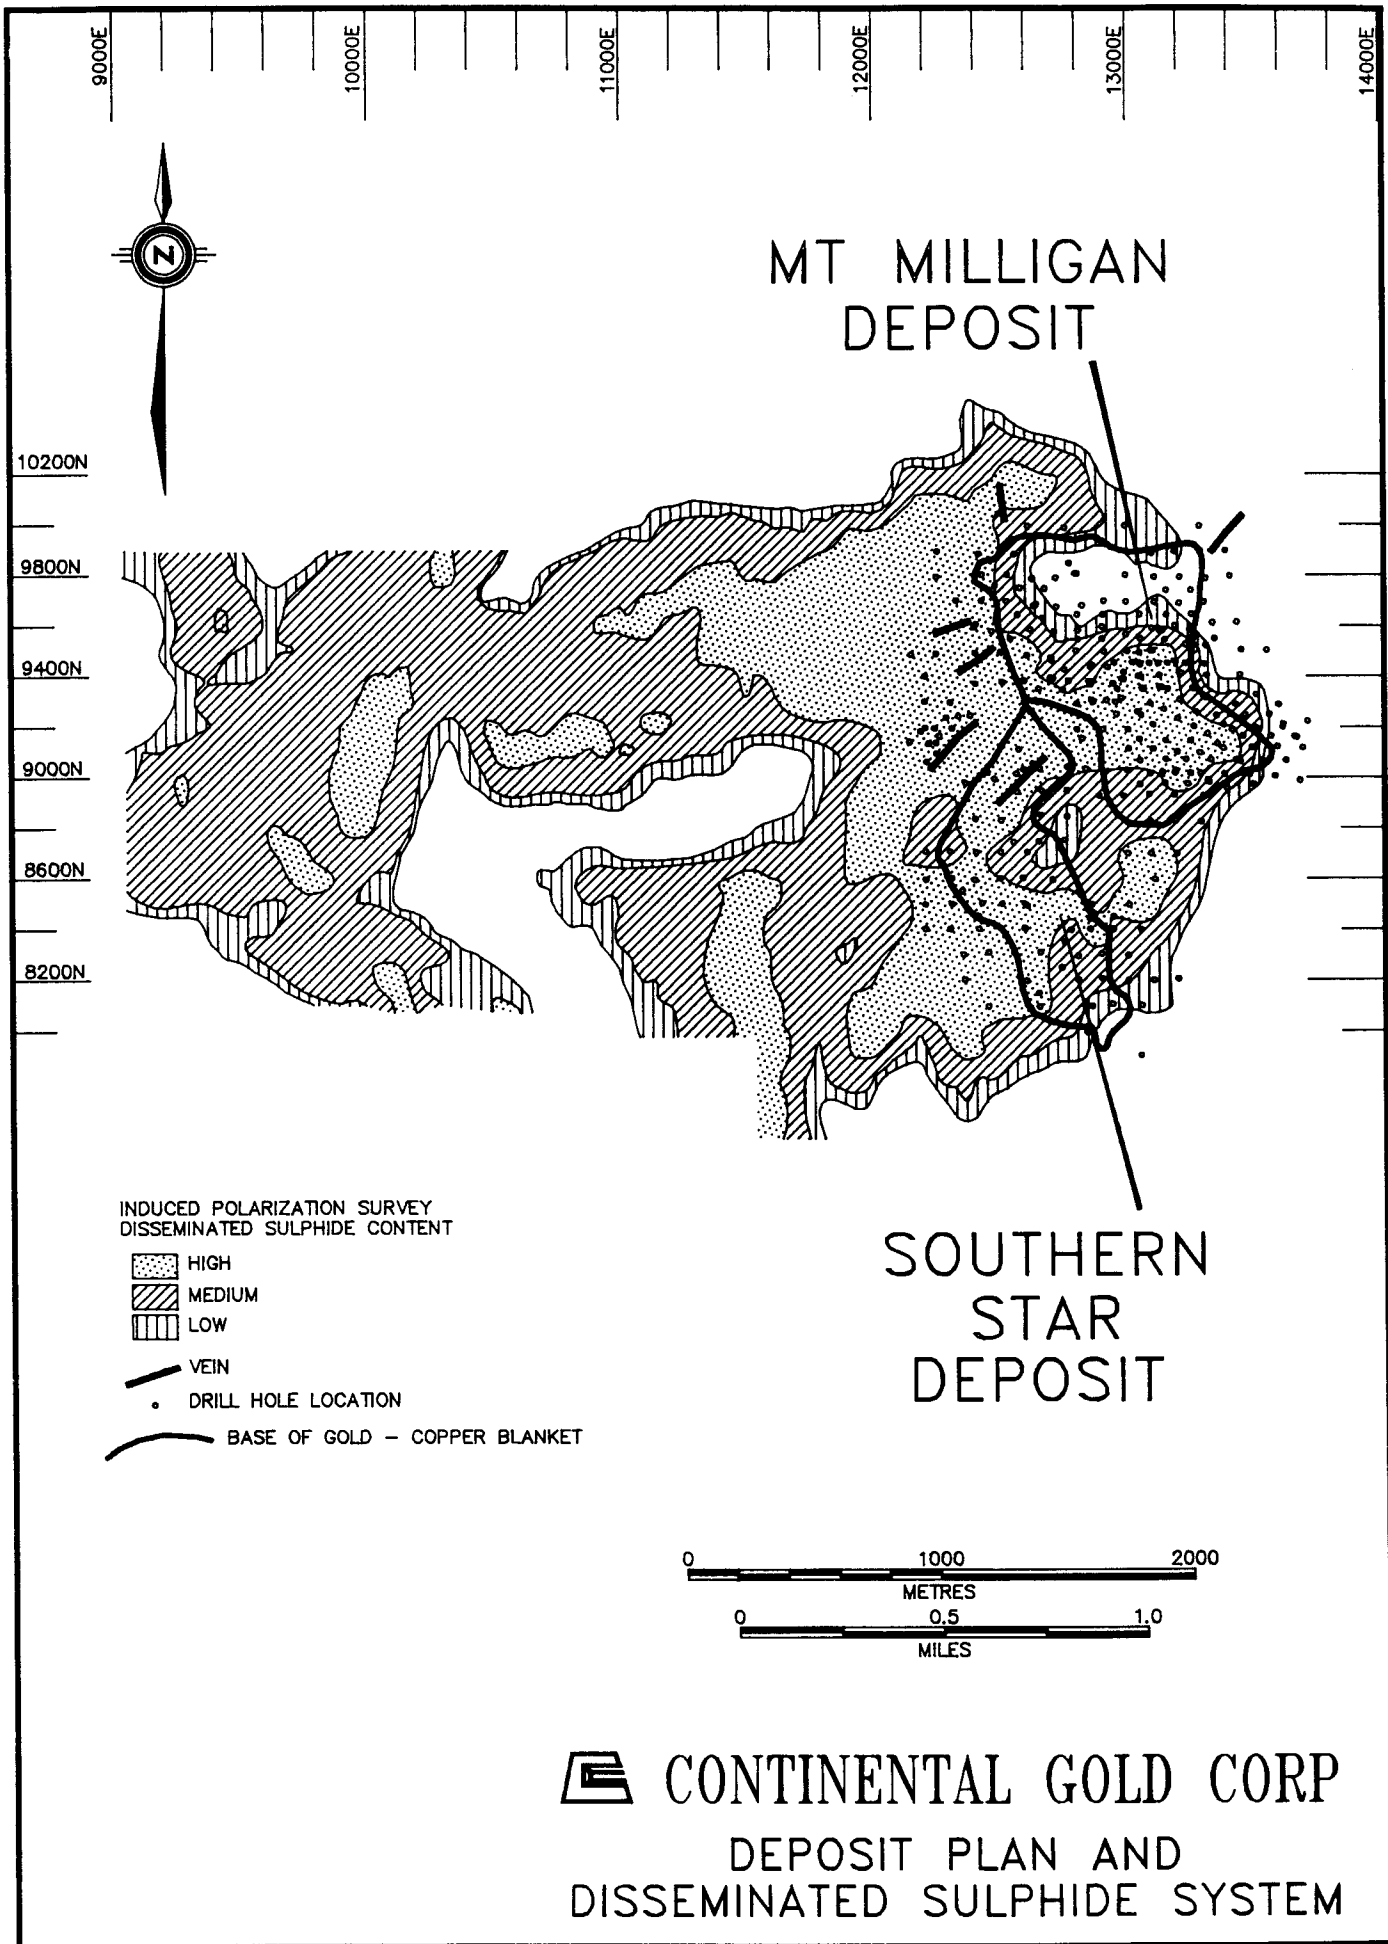 9000E
10000E
11000E
12000E
13000E
14000E
N
MT MILLIGAN
DEPOSIT
10200N
9800N
9400N
9000N
8600N
8200N
INDUCED POLARIZATION SURVEY
DISSEMINATED SULPHIDE CONTENT
HIGH
MEDIUM
LOW
VEIN
DRILL HOLE LOCATION
BASE OF GOLD – COPPER BLANKET
SOUTHERN
STAR
DEPOSIT
0 1000 2000
METRES
0 0.5 1.0
MILES
CONTINENTAL GOLD CORP
DEPOSIT PLAN AND
DISSEMINATED SULPHIDE SYSTEM